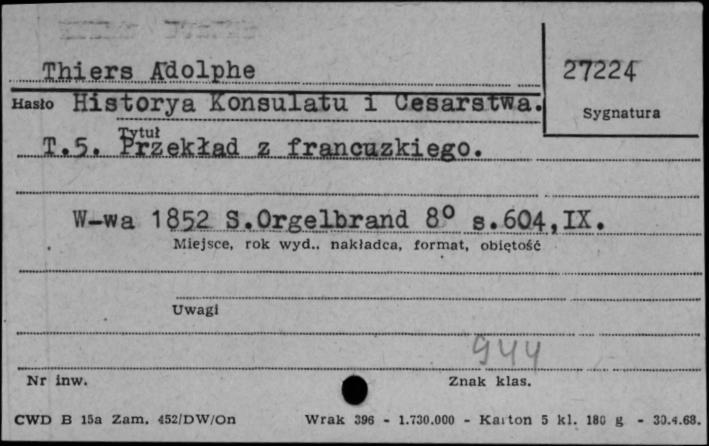 Thiers Adolphe
27224
Hasło Historya Konsulatu i Cesarstwa.
Sygnatura
Tytuł
T.5. Przekład z francuzkiego.
W-wa 1852 S.Orgelbrand 8° s.604,IX.
Miejsce, rok wyd., nakładca, format, objętość
Uwagi
944
Nr inw.
Znak klas.
CWD B 15a Zam. 452/DW/On Wrak 396 - 1.730.000 - Karton 5 kl. 180 g - 30.4.68.